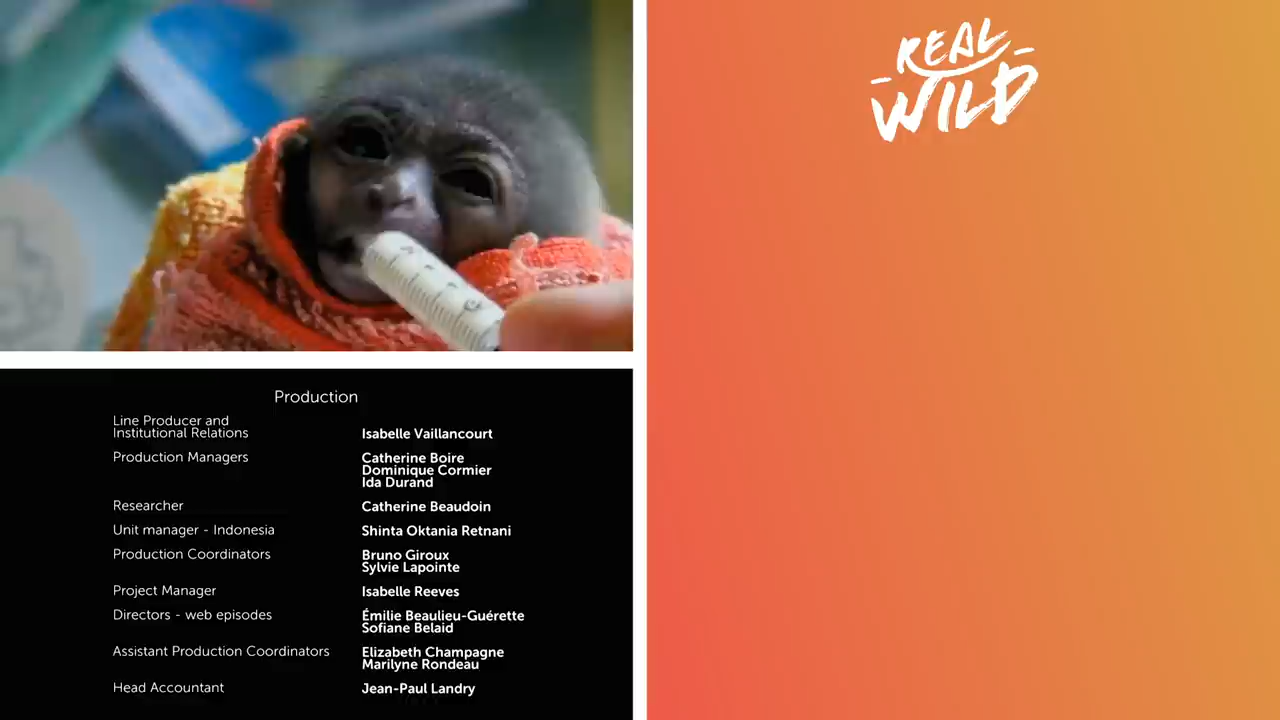 REAL
WILD
Production
Line Producer and
Institutional Relations
Isabelle Vaillancourt
Production Managers
Catherine Boire
Dominique Cormier
Ida Durand
Researcher
Catherine Beaudoin
Unit manager - Indonesia
Shinta Oktania Retnani
Production Coordinators
Bruno Giroux
Sylvie Lapointe
Project Manager
Isabelle Reeves
Directors - web episodes
Émilie Beaulieu-Guérette
Sofiane Belaid
Assistant Production Coordinators
Elizabeth Champagne
Marilyne Rondeau
Head Accountant
Jean-Paul Landry